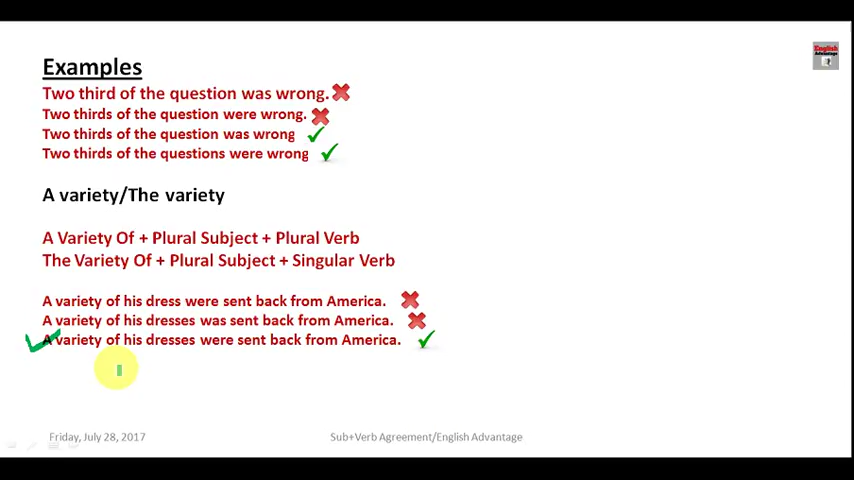 English
Advantage
Examples
Two third of the question was wrong.
Two thirds of the question were wrong.
Two thirds of the question was wrong
Two thirds of the questions were wrong
A variety/The variety
A Variety Of + Plural Subject + Plural Verb
The Variety Of + Plural Subject + Singular Verb
A variety of his dress were sent back from America.
A variety of his dresses was sent back from America.
A variety of his dresses were sent back from America.
Friday, July 28, 2017
Sub+Verb Agreement/English Advantage